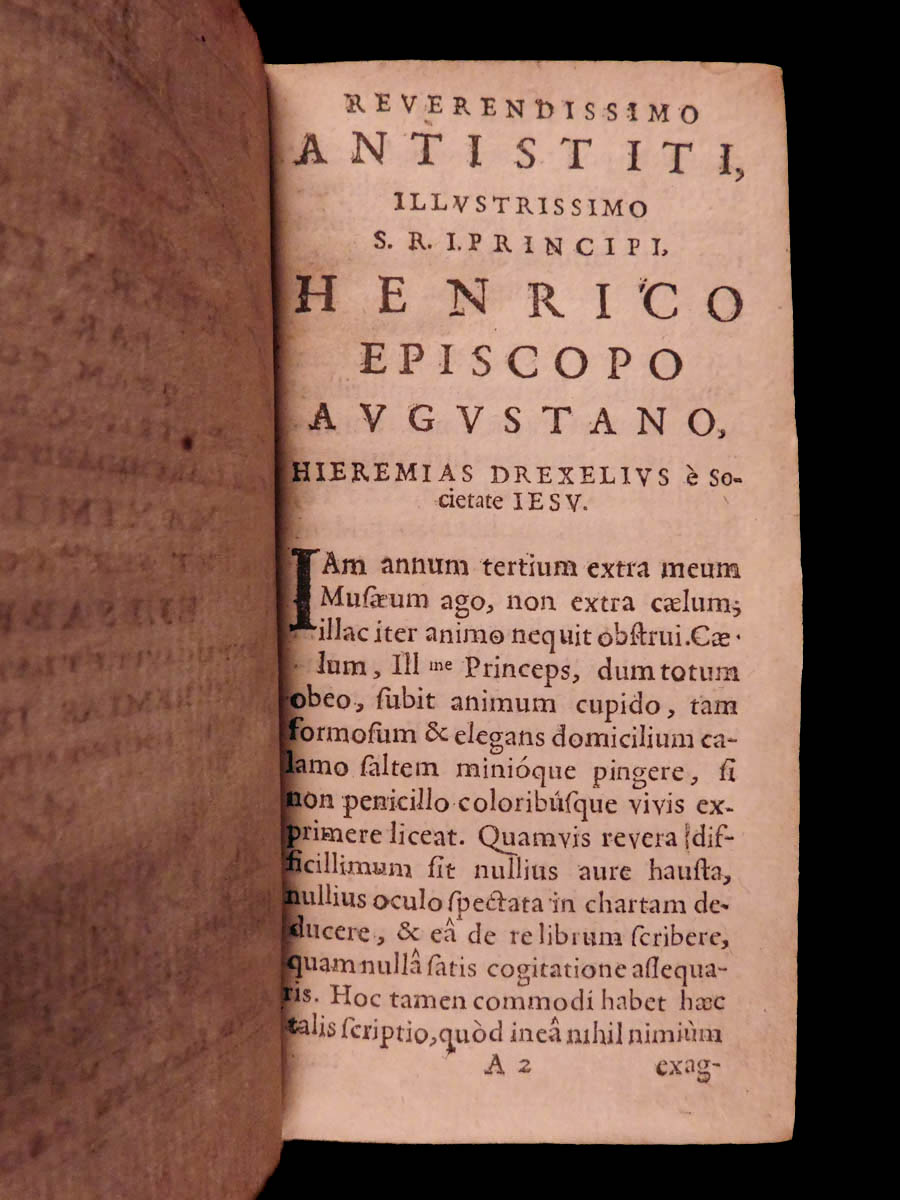 REVERENDISSIMO
ANTISTITI,
ILLVSTRISSIMO
S. R. I. PRINCIPI,
HENRICO
EPISCOPO
AVGVSTANO,
HIEREMIAS DREXELIVS è So-
cietate IESV.
IAm annum tertium extra meum
Muſæum ago, non extra cælum;
illac iter animo nequit obſtrui. Cæ-
lum, Ill me Princeps, dum totum
obeo, ſubit animum cupido, tam
formoſum & elegans domicilium ca-
lamo ſaltem minióque pingere, ſi
non penicillo coloribúſque vivis ex-
primere liceat. Quamvis revera dif-
ficillimum ſit nullius aure hauſta,
nullius oculo ſpectata in chartam de-
ducere, & eâ de re librum ſcribere,
quam nullâ ſatis cogitatione aſſequa-
ris. Hoc tamen commodi habet hæc
talis ſcriptio, quòd in eâ nihil nimiùm
A 2 exag-